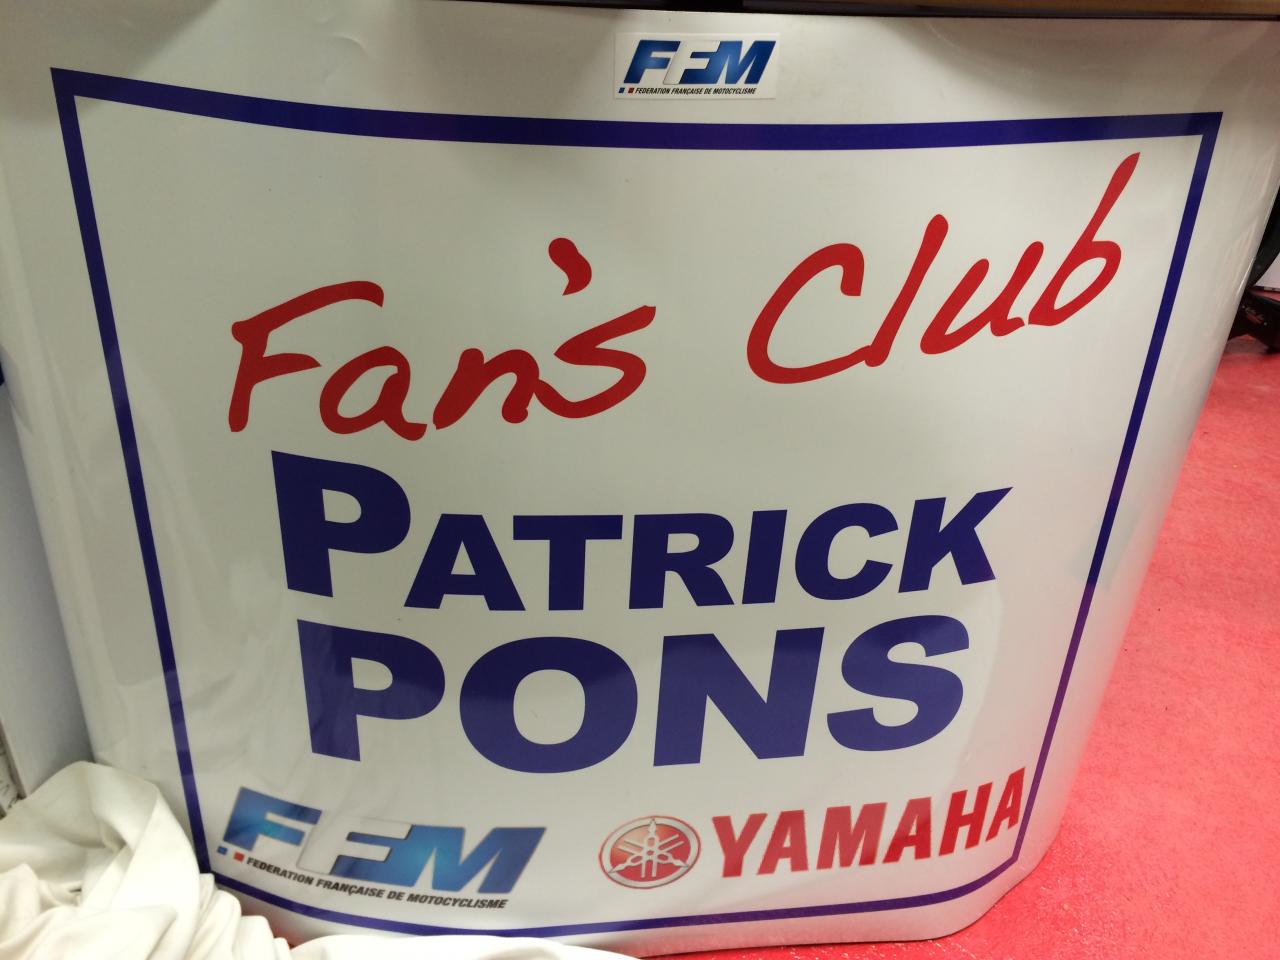 FFM
FEDERATION FRANÇAISE DE MOTOCYCLISME
Fan's Club
PATRICK
PONS
FFM
FEDERATION FRANÇAISE DE MOTOCYCLISME
YAMAHA